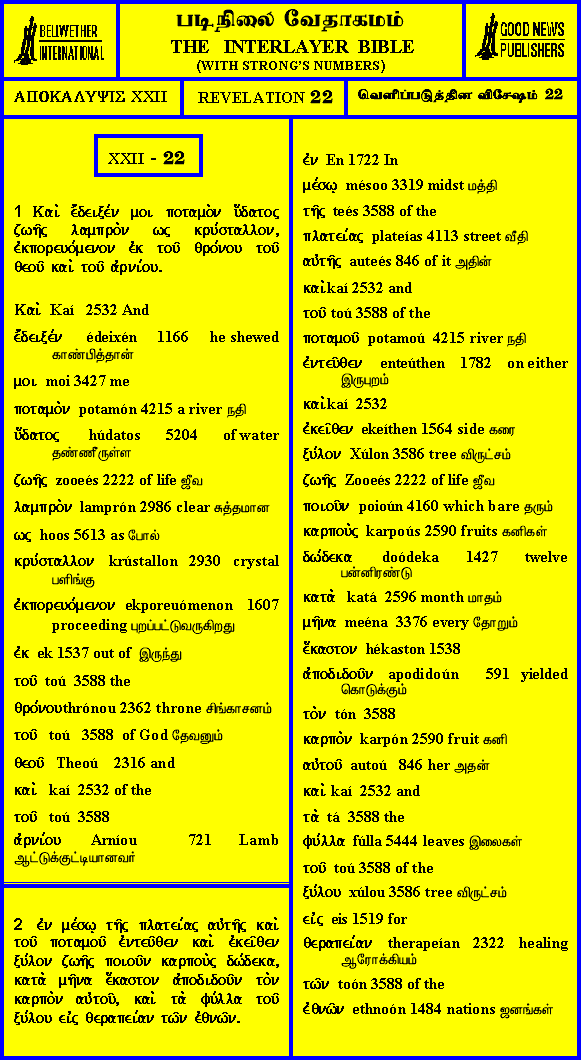 BELLWETHER
INTERNATIONAL
படிநிலை வேதாகமம்
THE INTERLAYER BIBLE
(WITH STRONG'S NUMBERS)
GOOD NEWS
PUBLISHERS
ΑΠΟΚΑΛΥΨΙΣ XXII
REVELATION 22
வெளிப்படுத்தின விசேஷம் 22
XXII - 22
1 Καὶ ἔδειξέν μοι ποταμὸν ὕδατος
ζωῆς λαμπρὸν ως κρύσταλλον,
ἐκπορευόμενον ἐκ τοῦ θρόνου τοῦ
θεοῦ καὶ τοῦ ἀρνίου.
Καὶ Kaí 2532 And
ἔδειξέν édeixén 1166 he shewed
காண்பித்தான்
μοι moi 3427 me
ποταμὸν potamón 4215 a river நதி
ὕδατος húdatos 5204 of water
தண்ணீருள்ள
ζωῆς zooeés 2222 of life ஜீவ
λαμπρὸν lamprón 2986 clear சுத்தமான
ως hoos 5613 as போல்
κρύσταλλον krústallon 2930 crystal
பளிங்கு
ἐκπορευόμενον ekporeuómenon 1607
proceeding புறப்பட்டுவருகிறது
ἐκ ek 1537 out of இருந்து
τοῦ toú 3588 the
θρόνουthrónou 2362 throne சிங்காசனம்
τοῦ toú 3588 of God தேவனும்
θεοῦ Theoú 2316 and
καὶ kaí 2532 of the
τοῦ toú 3588
ἀρνίου Arníou 721 Lamb
ஆட்டுக்குட்டியானவர்
2 ἐν μέσῳ τῆς πλατείας αὐτῆς καὶ
τοῦ ποταμοῦ ἐντεῦθεν καὶ ἐκεῖθεν
ξύλον ζωῆς ποιοῦν καρποὺς δώδεκα,
κατὰ μῆνα ἕκαστον ἀποδιδοῦν τὸν
καρπὸν αὐτοῦ, καὶ τὰ φύλλα τοῦ
ξύλου εἰς θεραπείαν τῶν ἐθνῶν.
ἐν En 1722 In
μέσῳ mésoo 3319 midst மத்தி
τῆς teés 3588 of the
πλατείας plateías 4113 street வீதி
αὐτῆς auteés 846 of it அதின்
καὶkaí 2532 and
τοῦ toú 3588 of the
ποταμοῦ potamoú 4215 river நதி
ἐντεῦθεν enteúthen 1782 on either
இருபுறம்
καὶkaí 2532
ἐκεῖθεν ekeíthen 1564 side கரை
ξύλον Xúlon 3586 tree விருட்சம்
ζωῆς Zooeés 2222 of life ஜீவ
ποιοῦν poioún 4160 which bare தரும்
καρποὺς karpoús 2590 fruits கனிகள்
δώδεκα doódeka 1427 twelve
பன்னிரண்டு
κατὰ katá 2596 month மாதம்
μῆνα meéna 3376 every தோறும்
ἕκαστον hékaston 1538
ἀποδιδοῦν apodidoún 591 yielded
கொடுக்கும்
τὸν tón 3588
καρπὸν karpón 2590 fruit கனி
αὐτοῦ autoú 846 her அதன்
καὶ kaí 2532 and
τὰ tá 3588 the
φύλλα fúlla 5444 leaves இலைகள்
τοῦ toú 3588 of the
ξύλου xúlou 3586 tree விருட்சம்
εἰς eis 1519 for
θεραπείαν therapeían 2322 healing
ஆரோக்கியம்
τῶν toón 3588 of the
ἐθνῶν ethnoón 1484 nations ஜனங்கள்